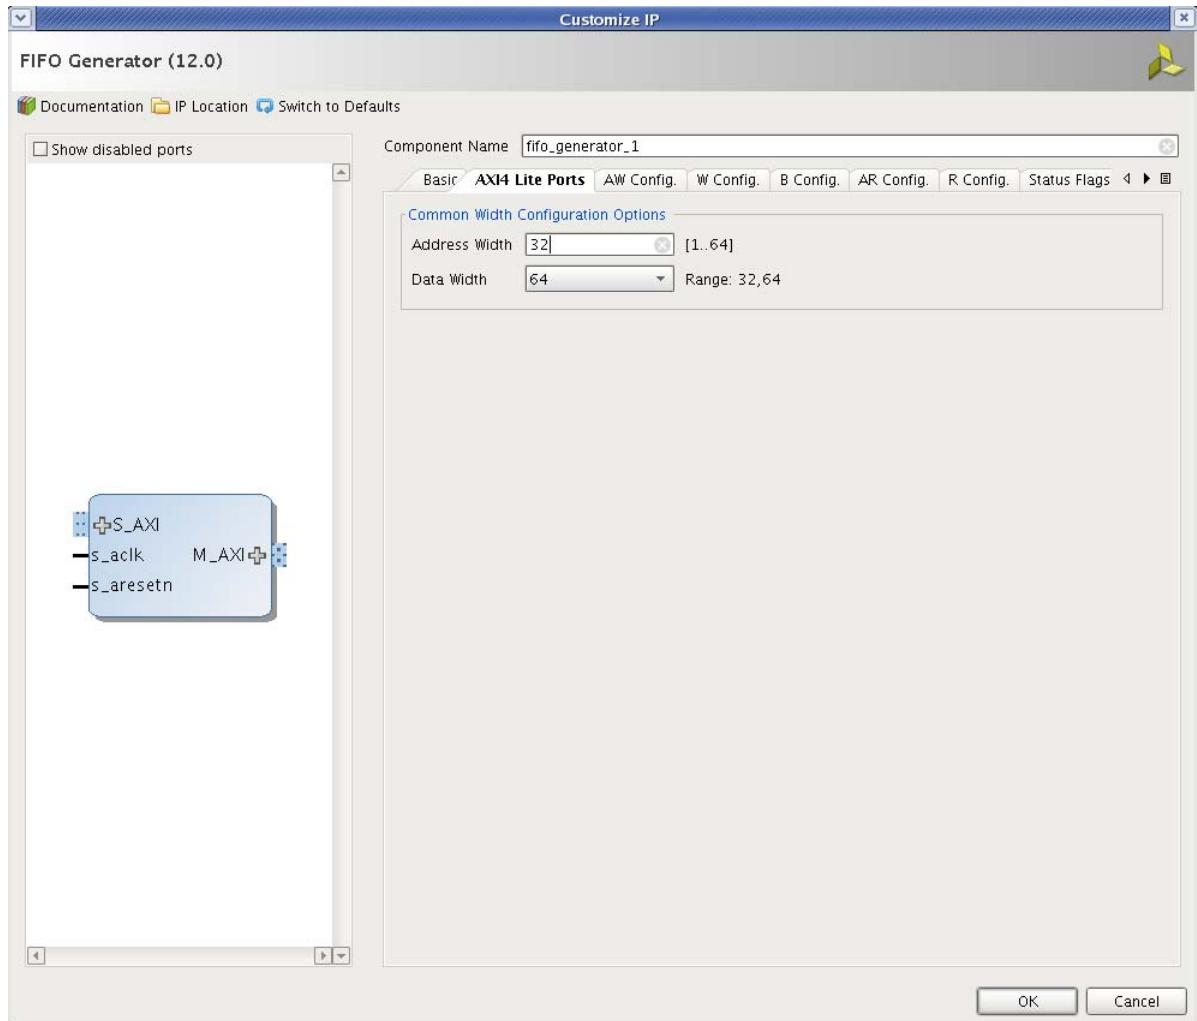 Customize IP
FIFO Generator (12.0)
Documentation IP Location Switch to Defaults
Show disabled ports
S_AXI
s_aclk M_AXI
s_aresetn
Component Name fifo_generator_1
Basic AXI4 Lite Ports AW Config. W Config. B Config. AR Config. R Config. Status Flags
Common Width Configuration Options
Address Width 32 [1..64]
Data Width 64 Range: 32,64
OK Cancel